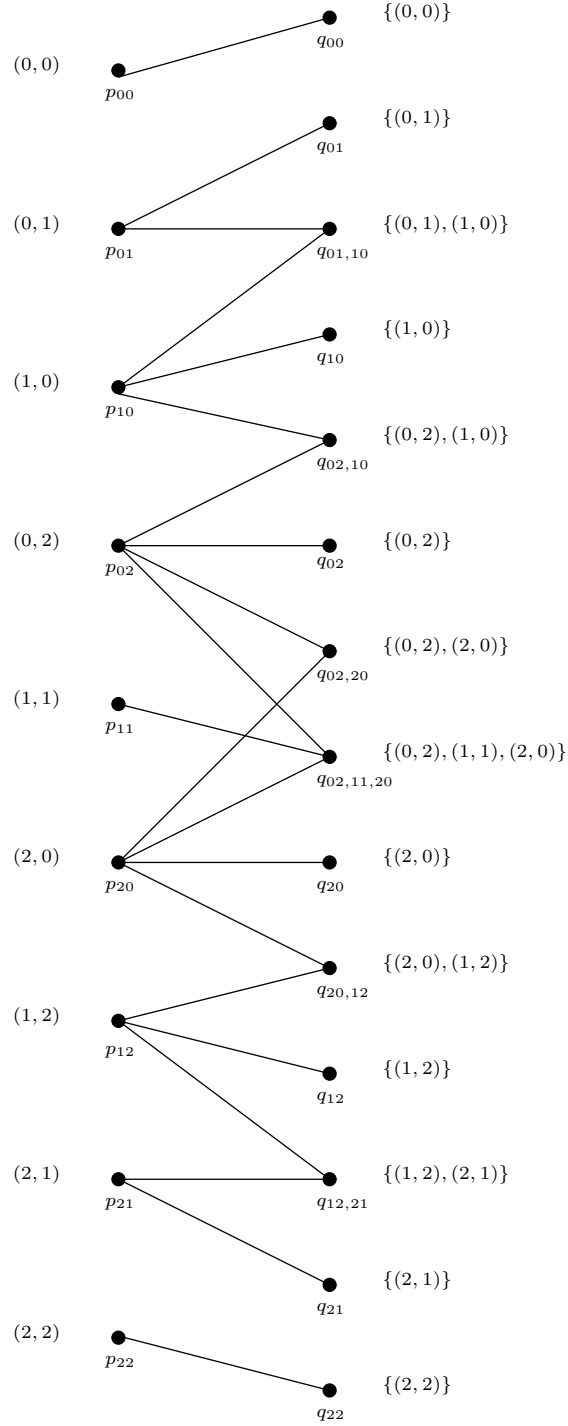 {(0, 0)}
q00
(0, 0)
p00
{(0, 1)}
q01
(0, 1)
p01
{(0, 1), (1, 0)}
q01,10
{(1, 0)}
q10
(1, 0)
p10
{(0, 2), (1, 0)}
q02,10
(0, 2)
p02
{(0, 2)}
q02
{(0, 2), (2, 0)}
q02,20
(1, 1)
p11
{(0, 2), (1, 1), (2, 0)}
q02,11,20
(2, 0)
p20
{(2, 0)}
q20
{(2, 0), (1, 2)}
q20,12
(1, 2)
p12
{(1, 2)}
q12
(2, 1)
p21
{(1, 2), (2, 1)}
q12,21
{(2, 1)}
q21
(2, 2)
p22
{(2, 2)}
q22